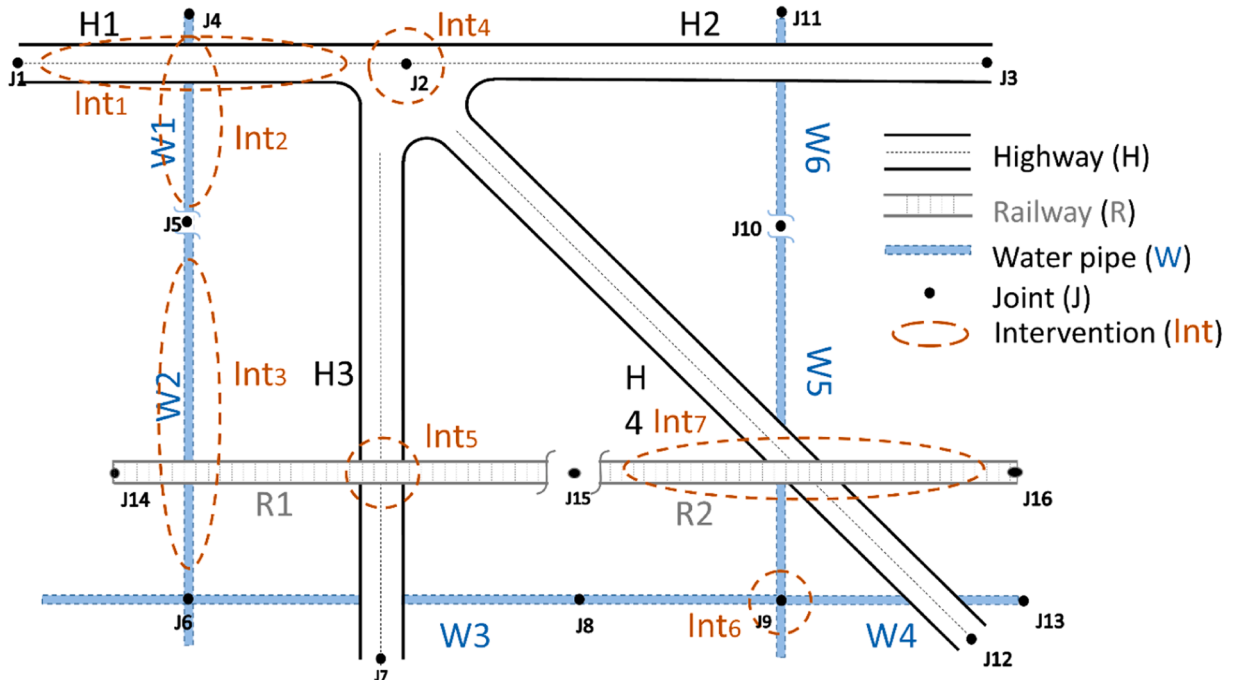 H1
J4
Int4
H2
J11
J1
J2
J3
Int1
W1
Int2
W6
Highway (H)
J5
J10
Railway (R)
Water pipe (W)
Joint (J)
Intervention (Int)
W2
Int3
H3
H
4
Int7
W5
Int5
J14
R1
J15
R2
J16
J6
W3
J8
Int6
J9
W4
J13
J7
J12